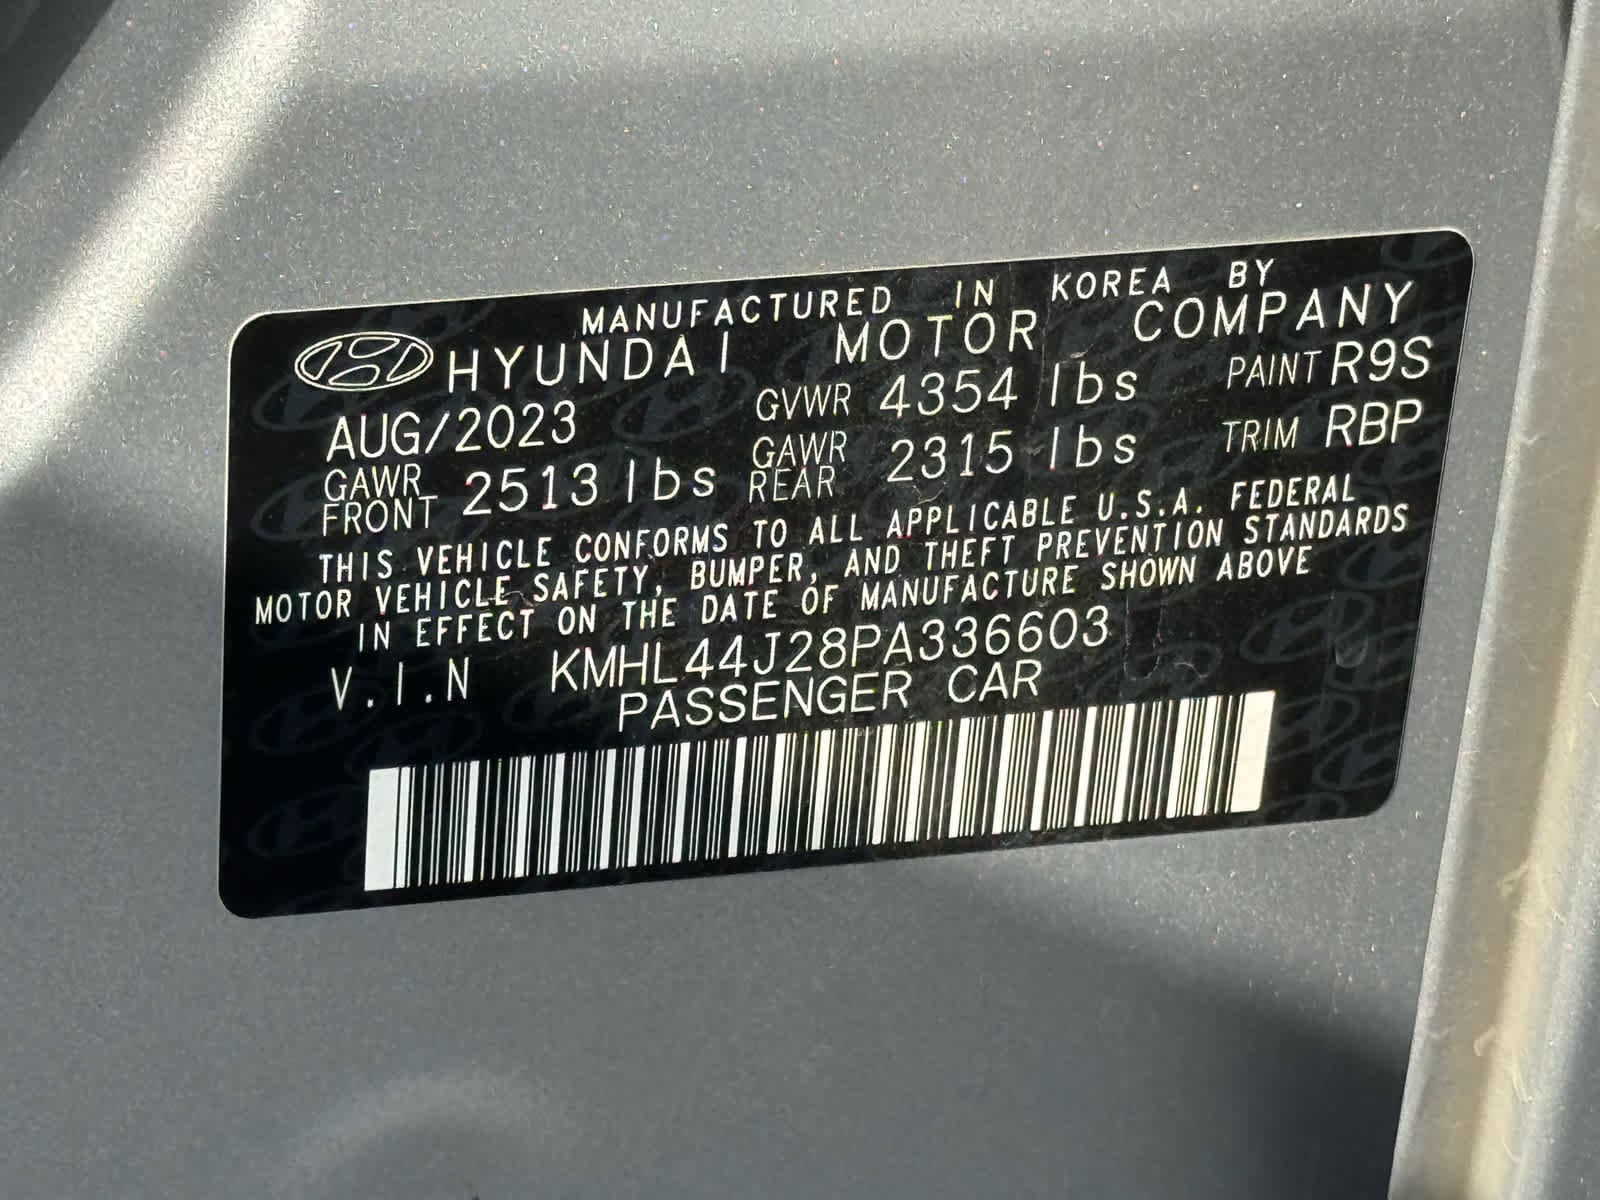 MANUFACTURED IN KOREA BY
HYUNDAI MOTOR COMPANY
AUG/2023 GVWR 4354 lbs PAINT R9S
GAWR FRONT 2513 lbs GAWR REAR 2315 lbs TRIM RBP
THIS VEHICLE CONFORMS TO ALL APPLICABLE U.S.A. FEDERAL
MOTOR VEHICLE SAFETY, BUMPER, AND THEFT PREVENTION STANDARDS
IN EFFECT ON THE DATE OF MANUFACTURE SHOWN ABOVE
V.I.N KMHL44J28PA336603
PASSENGER CAR